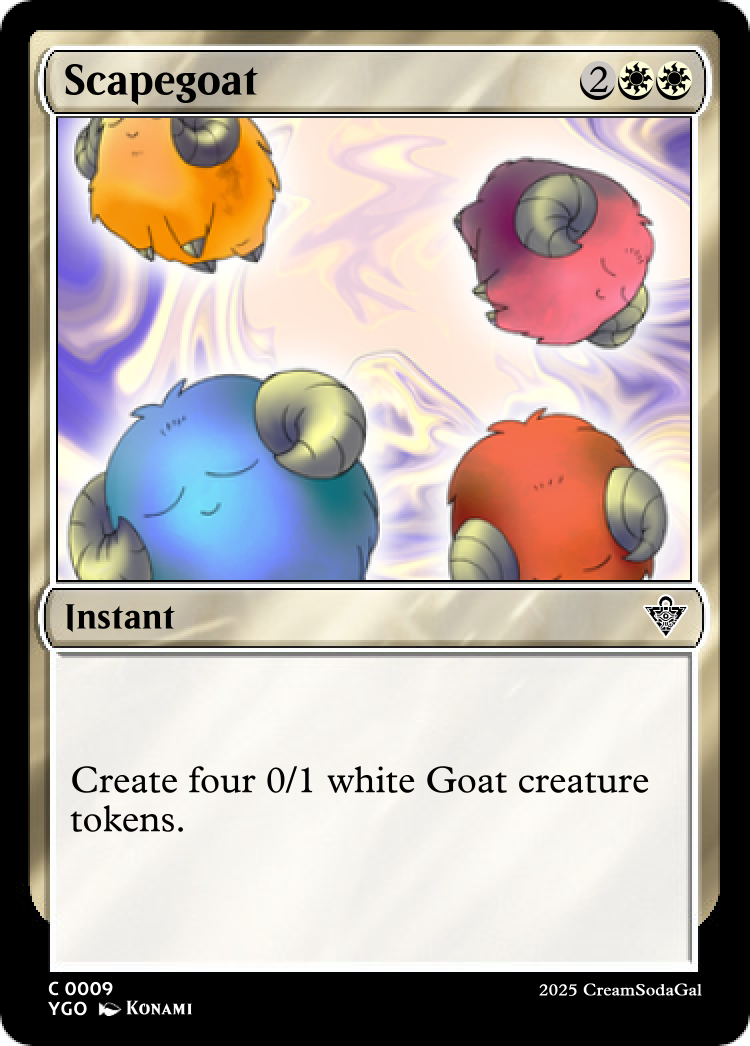 Scapegoat 2
Instant
Create four 0/1 white Goat creature
tokens.
C 0009
YGO KONAMI
2025 CreamSodaGal